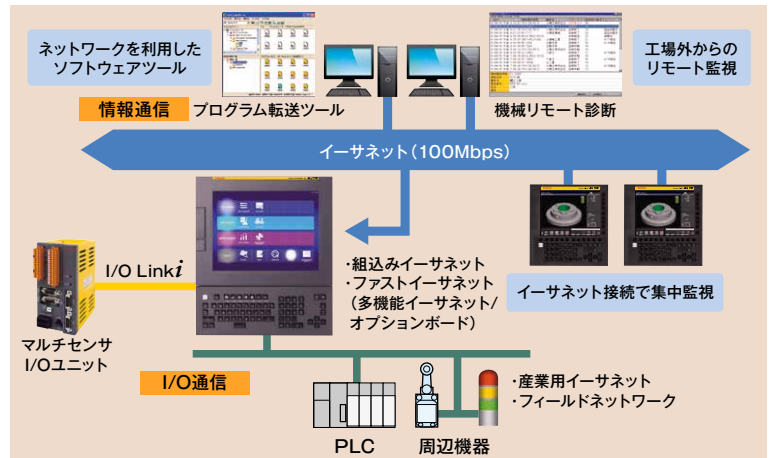 ネットワークを利用した
ソフトウェアツール
工場外からの
リモート監視
情報通信
プログラム転送ツール
機械リモート診断
イーサネット(100Mbps)
I/O Link i
・組込みイーサネット
・ファストイーサネット
(多機能イーサネット/
オプションボード)
イーサネット接続で集中監視
マルチセンサ
I/Oユニット
I/O通信
・産業用イーサネット
・フィールドネットワーク
PLC
周辺機器